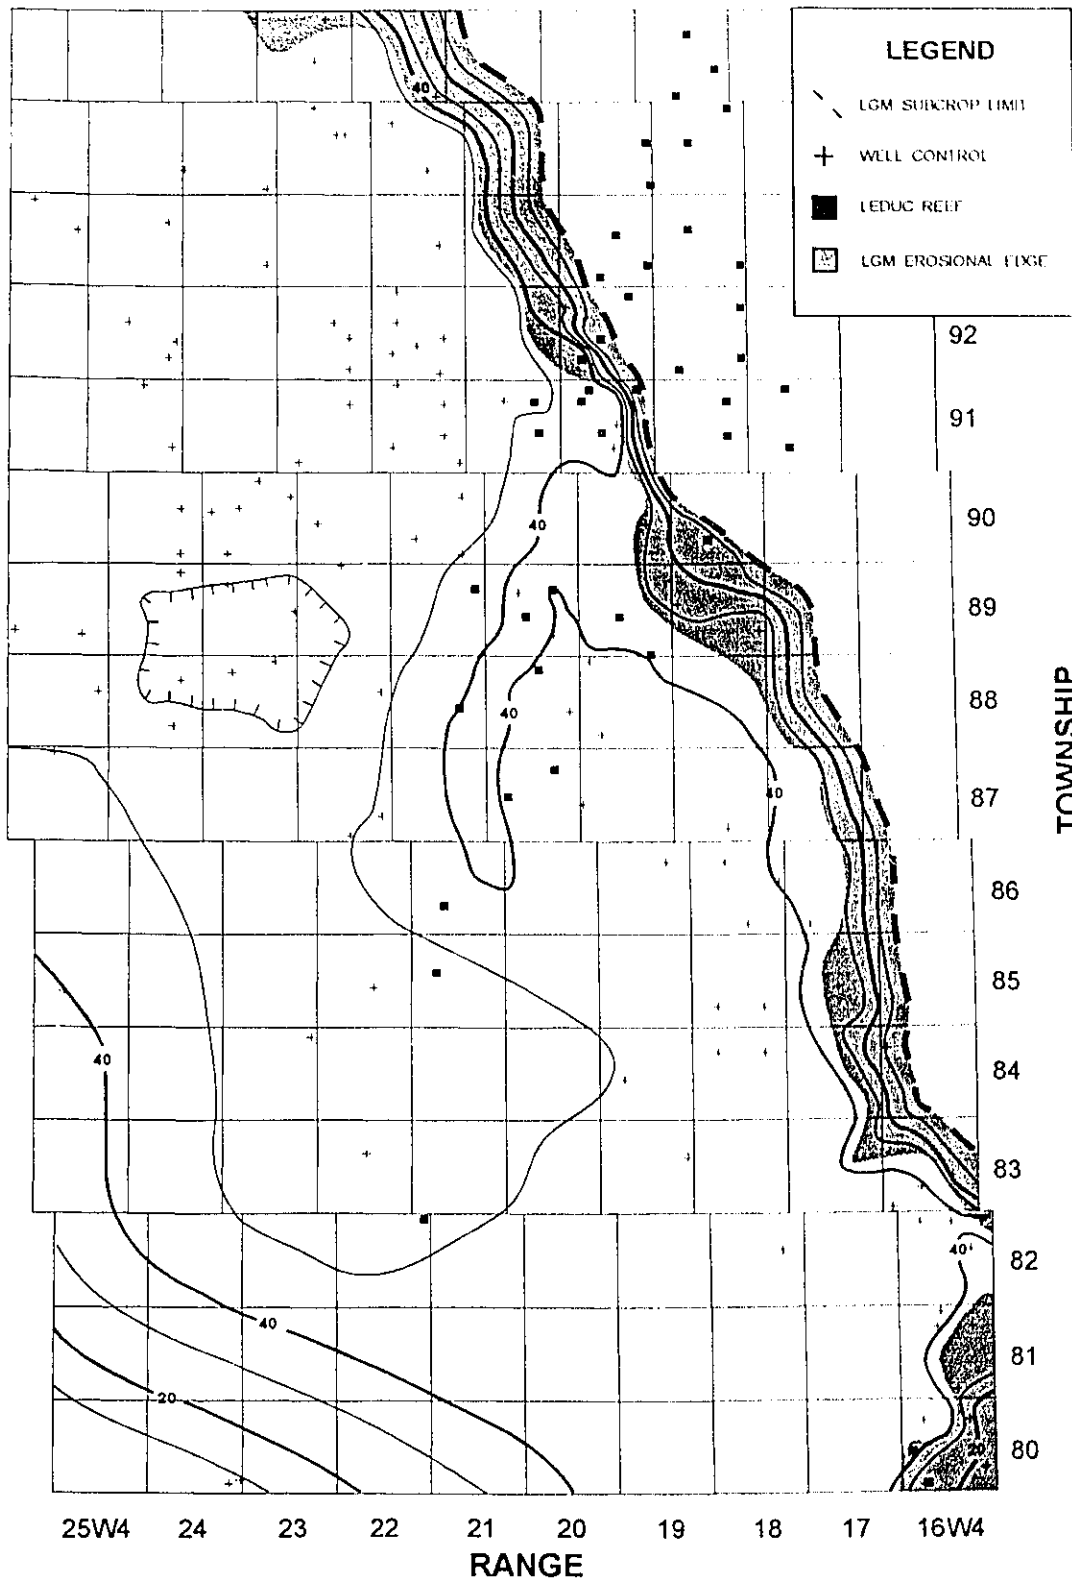 LEGEND
LGM SUBCROP LIMIT
WELL CONTROL
LEDUC REEF
LGM EROSIONAL EDGE
40
92
91
90
40
89
88
40
TOWNSHIP
87
40
86
85
40
84
83
82
40
40
81
20
80
20
25W4 24 23 22 21 20 19 18 17 16W4
RANGE